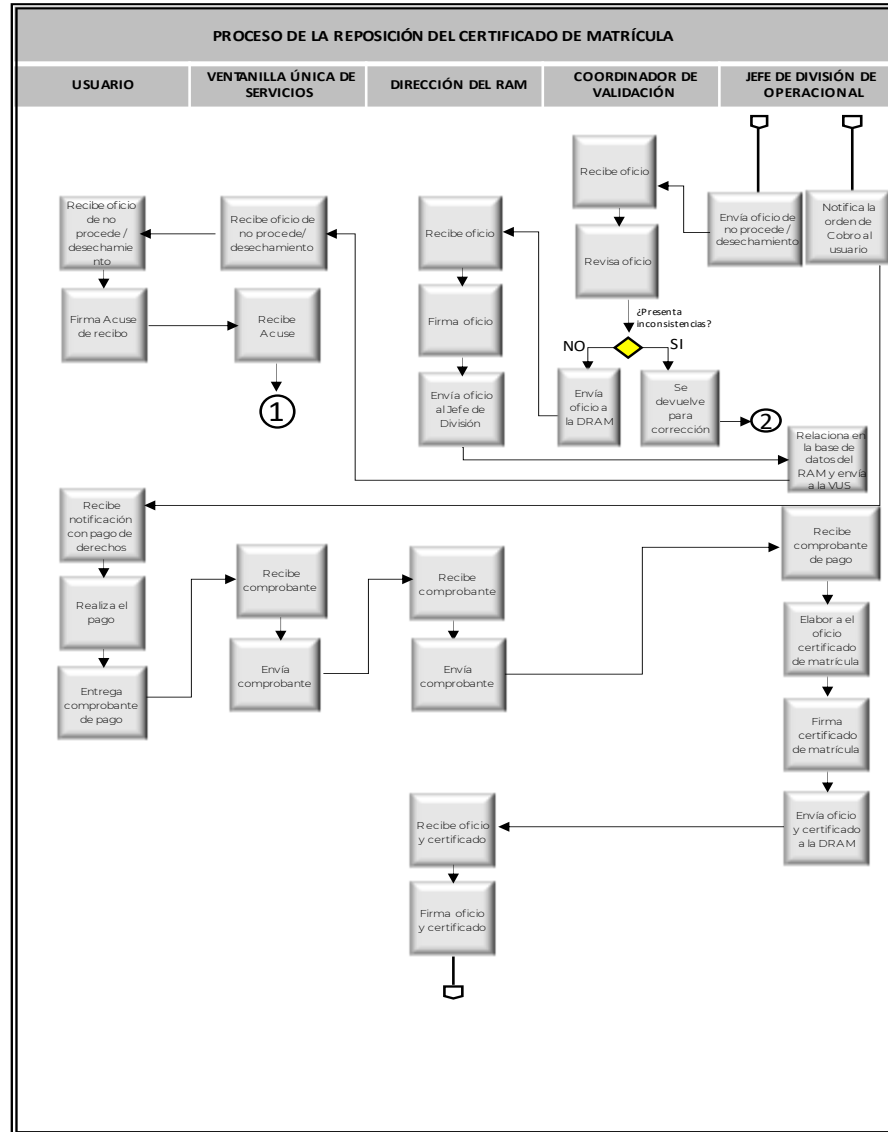 PROCESO DE LA REPOSICIÓN DEL CERTIFICADO DE MATRÍCULA
USUARIO
VENTANILLA ÚNICA DE
SERVICIOS
DIRECCIÓN DEL RAM
COORDINADOR DE
VALIDACIÓN
JEFE DE DIVISIÓN DE
OPERACIONAL
Recibe oficio
de no
procede /
desechamie
nto
Recibe oficio de
no procede/
desechamiento
Recibe oficio
Recibe oficio
Envía oficio de
no procede /
desechamiento
Notifica la
orden de
Cobro al
usuario
Revisa oficio
Firma Acuse
de recibo
Recibe
Acuse
Firma oficio
¿Presenta
inconsistencias?
NO
SI
1
Envía oficio
al Jefe de
División
Envía
oficio a la
DRAM
Se
devuelve
para
corrección
2
Relaciona en
la base de
datos del
RAM y envía
a la VUS
Recibe
notificación
con pago de
derechos
Recibe
comprobante
Recibe
comprobante
Recibe
comprobante
de pago
Realiza el
pago
Envía
comprobante
Envía
comprobante
Elabor a el
oficio
certificado
de matrícula
Entrega
comprobante
de pago
Firma
certificado
de matrícula
Recibe oficio
y certificado
Envía oficio
y certificado
a la DRAM
Firma oficio
y certificado